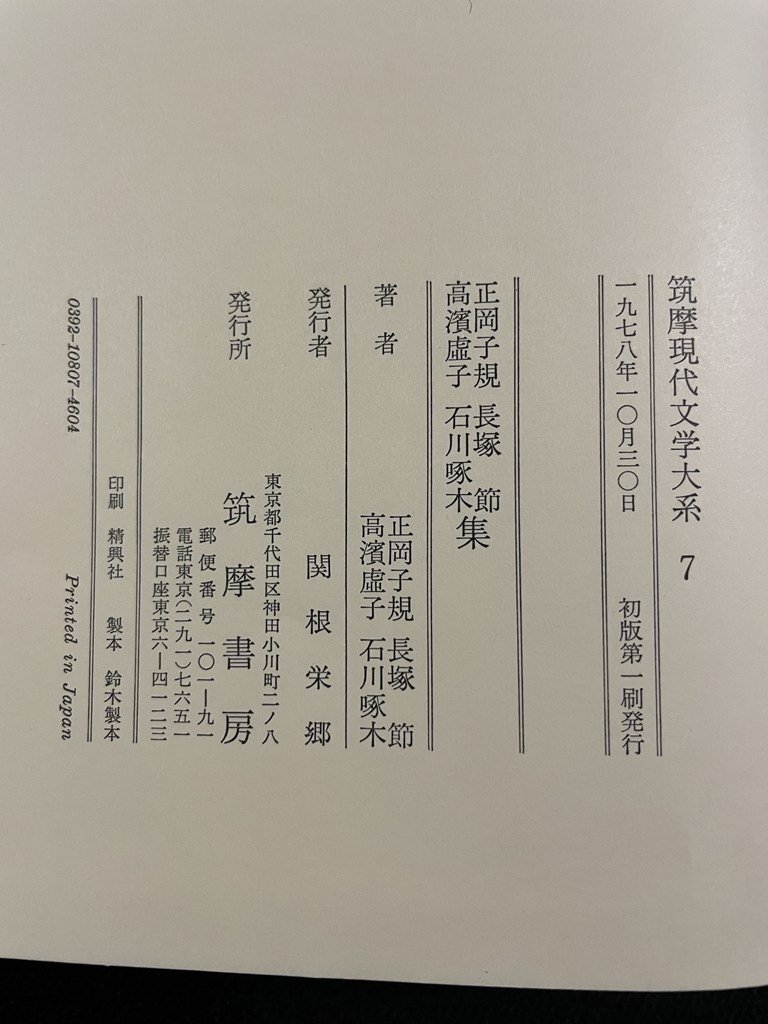 筑摩現代文学大系 7
一九七八年一〇月三〇日 初版第一刷発行
正岡子規 長塚 節
高濱虛子 石川啄木
集
著者
正岡子規 長塚 節
高濱虛子 石川啄木
発行者 関根栄郷
東京都千代田区神田小川町二ノ八
発行所 筑摩書房
郵便番号 一〇一―九一
電話東京(二九一)七六五一
振替口座東京六―四一二三
印刷 精興社 製本 鈴木製本
0392-10807-4604 Printed in Japan